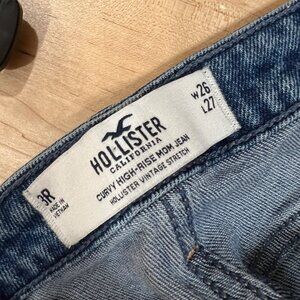 HOLLISTER
CALIFORNIA
CURVY HIGH-RISE MOM JEAN
HOLLISTER VINTAGE STRETCH
W26
L27
3R
MADE IN
VIETNAM